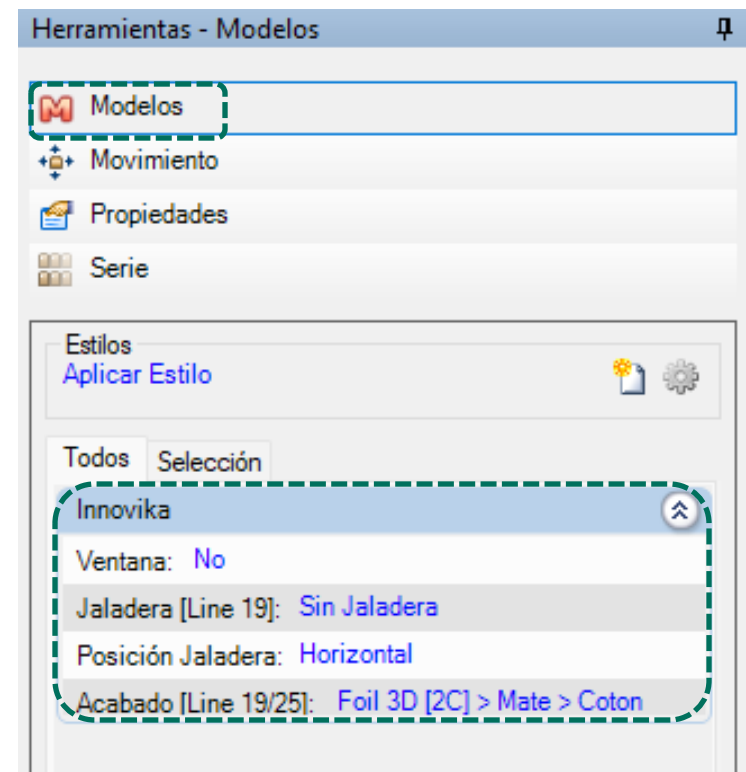 Herramientas - Modelos
Modelos
Movimiento
Propiedades
Serie
Estilos
Aplicar Estilo
Todos Selección
Innovika
Ventana: No
Jaladera [Line 19]: Sin Jaladera
Posición Jaladera: Horizontal
Acabado [Line 19/25]: Foil 3D [2C] > Mate > Coton